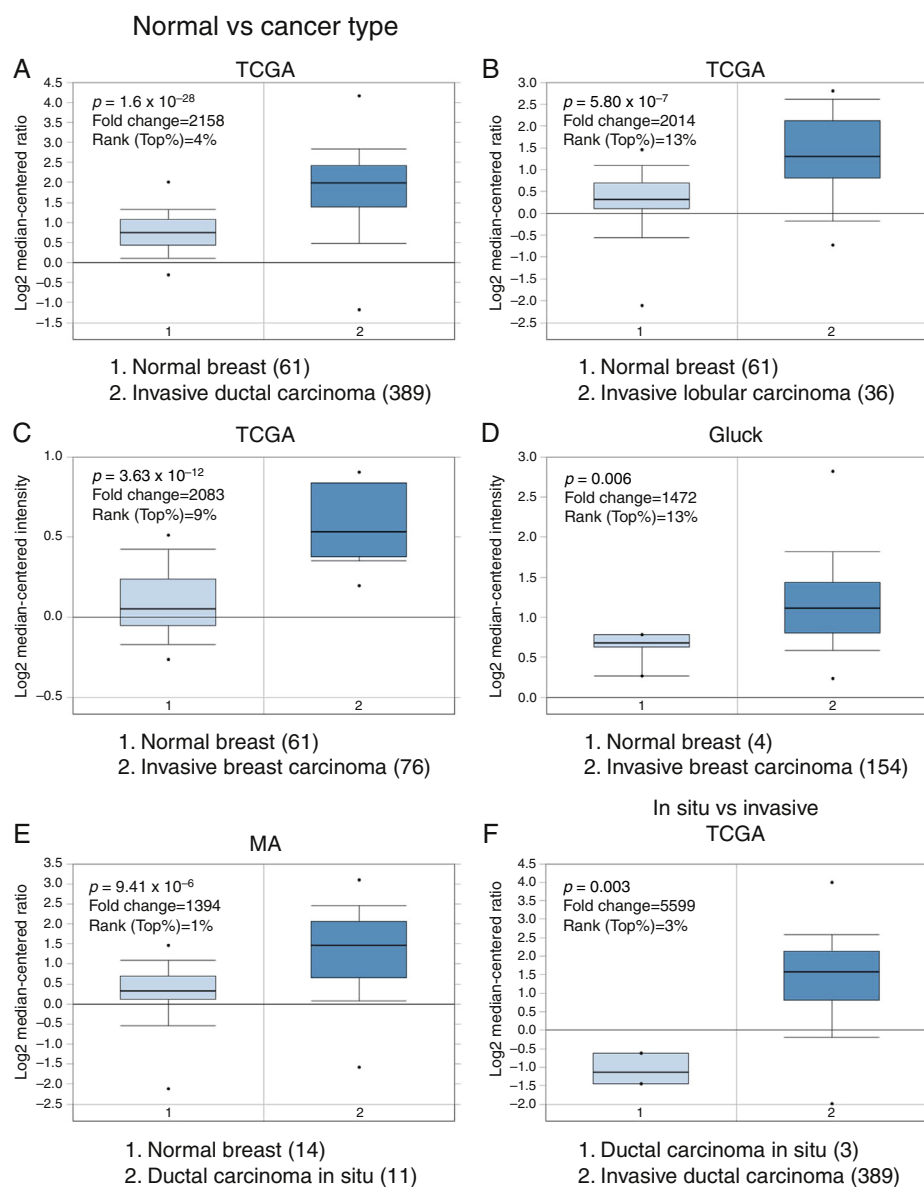 Normal vs cancer type
A
TCGA
Log2 median-centered ratio
4.5
4.0
3.5
3.0
2.5
2.0
1.5
1.0
0.5
0.0
−0.5
−1.0
−1.5
p = 1.6 x 10⁻²⁸
Fold change=2158
Rank (Top%)=4%
1
2
1. Normal breast (61)
2. Invasive ductal carcinoma (389)
B
TCGA
Log2 median-centered ratio
3.0
2.5
2.0
1.5
1.0
0.5
0.0
−0.5
−1.0
−1.5
−2.0
−2.5
p = 5.80 x 10⁻⁷
Fold change=2014
Rank (Top%)=13%
1
2
1. Normal breast (61)
2. Invasive lobular carcinoma (36)
C
TCGA
Log2 median-centered intensity
1.0
0.5
0.0
−0.5
p = 3.63 x 10⁻¹²
Fold change=2083
Rank (Top%)=9%
1
2
1. Normal breast (61)
2. Invasive breast carcinoma (76)
D
Gluck
Log2 median-centered intensity
3.0
2.5
2.0
1.5
1.0
0.5
0.0
p = 0.006
Fold change=1472
Rank (Top%)=13%
1
2
1. Normal breast (4)
2. Invasive breast carcinoma (154)
E
MA
Log2 median-centered ratio
3.5
3.0
2.5
2.0
1.5
1.0
0.5
0.0
−0.5
−1.0
−1.5
−2.0
−2.5
p = 9.41 x 10⁻⁶
Fold change=1394
Rank (Top%)=1%
1
2
1. Normal breast (14)
2. Ductal carcinoma in situ (11)
In situ vs invasive
F
TCGA
Log2 median-centered ratio
4.5
4.0
3.5
3.0
2.5
2.0
1.5
1.0
0.5
0.0
−0.5
−1.0
−1.5
−2.0
p = 0.003
Fold change=5599
Rank (Top%)=3%
1
2
1. Ductal carcinoma in situ (3)
2. Invasive ductal carcinoma (389)